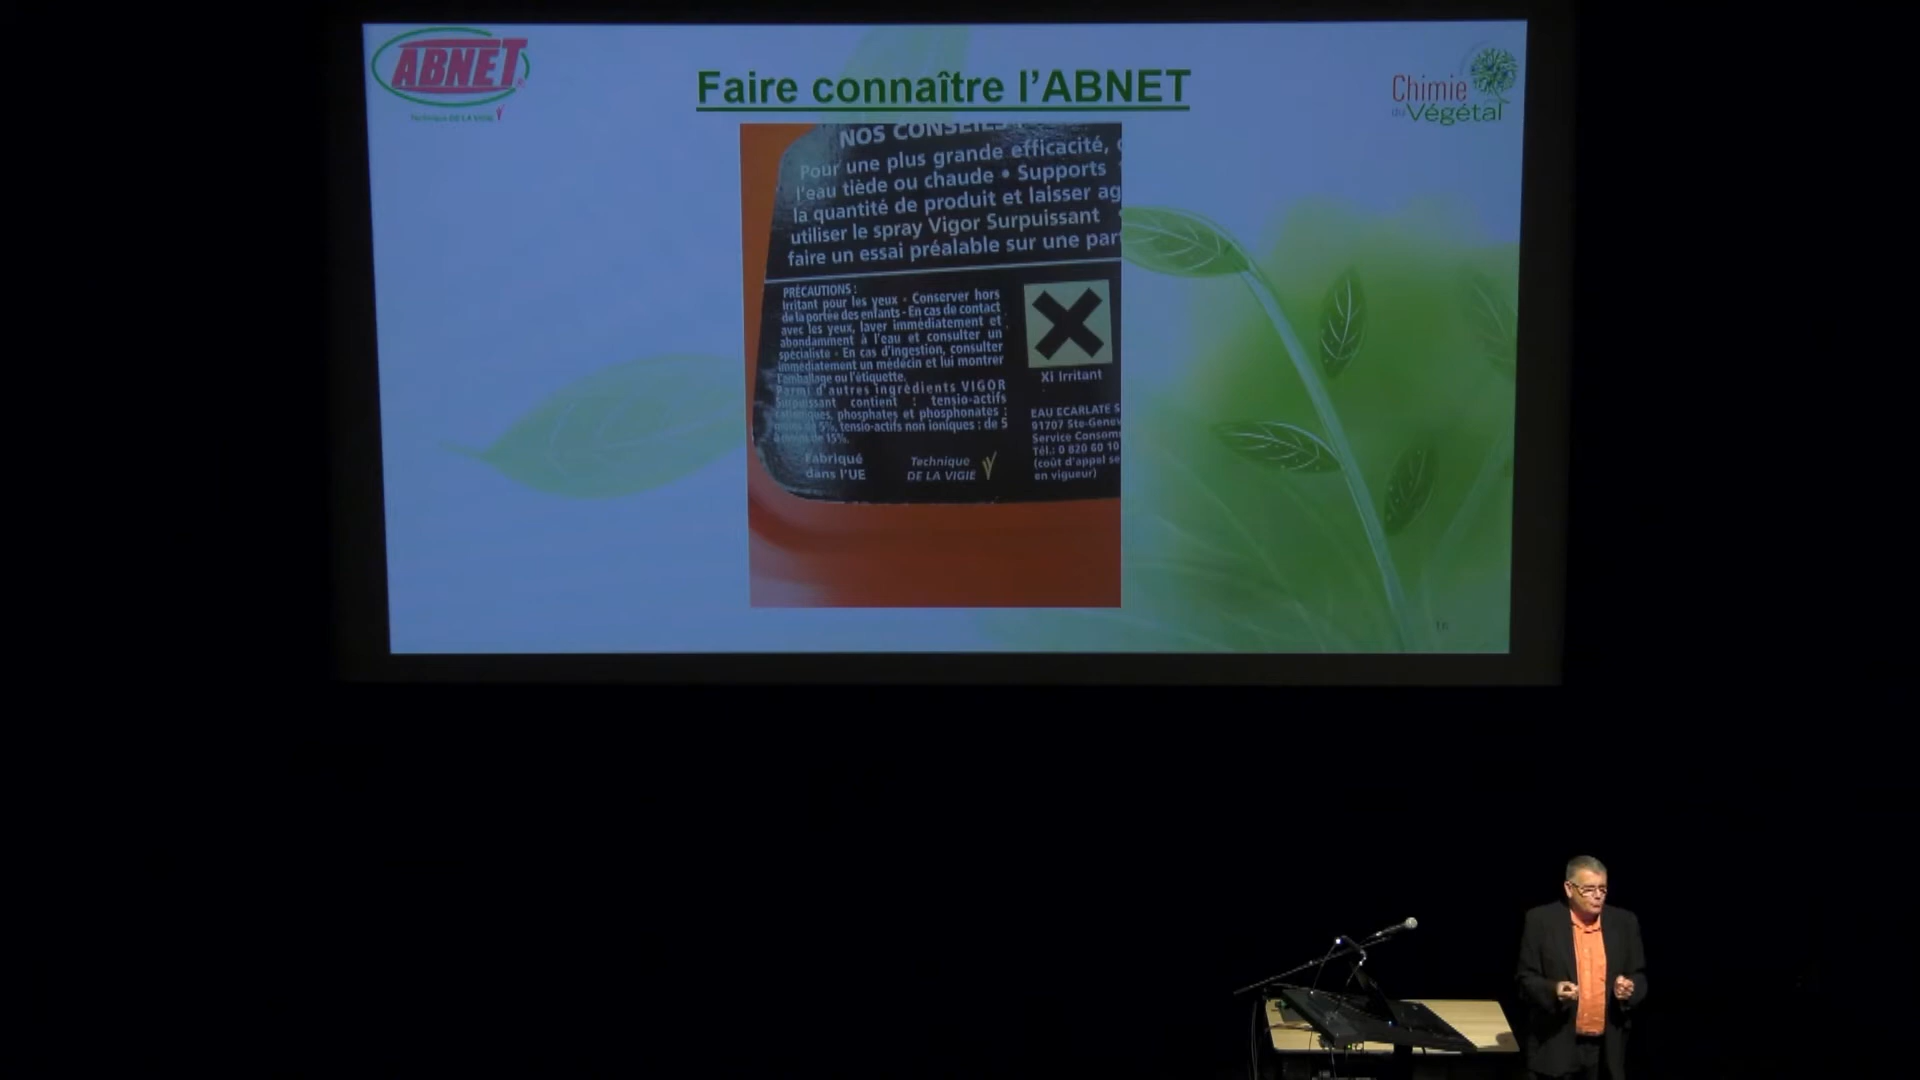 ABNET
Technique DE LA VIGIE
Faire connaître l'ABNET
Chimie
du Végétal
NOS CONSEILS
Pour une plus grande efficacité,
l'eau tiède ou chaude • Supports
la quantité de produit et laisser ag
utiliser le spray Vigor Surpuissant
faire un essai préalable sur une par
PRÉCAUTIONS :
Irritant pour les yeux - Conserver hors
de la portée des enfants - En cas de contact
avec les yeux, laver immédiatement et
abondamment à l'eau et consulter un
spécialiste - En cas d'ingestion, consulter
immédiatement un médecin et lui montrer
l'emballage ou l'étiquette.
Parmi d'autres ingrédients VIGOR
Surpuissant contient : tensio-actifs
cationiques, phosphates et phosphonates :
moins de 5%, tensio-actifs non ioniques : de 5
à moins de 15%.
Fabriqué
dans l'UE
Technique
DE LA VIGIE
Xi Irritant
EAU ECARLATE S
91707 Ste-Genev
Service Consom
Tél.: 0 820 60 10
(coût d'appel se
en vigueur)
16